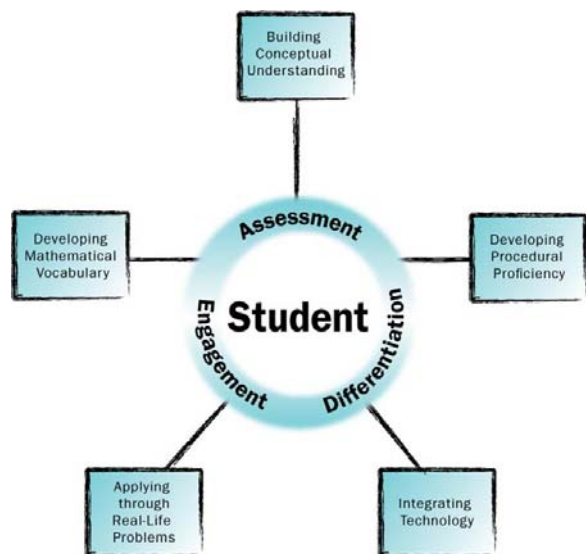 Building
Conceptual
Understanding
Assessment
Developing
Mathematical
Vocabulary
Developing
Procedural
Proficiency
Engagement
Student
Differentiation
Applying
through
Real-Life
Problems
Integrating
Technology